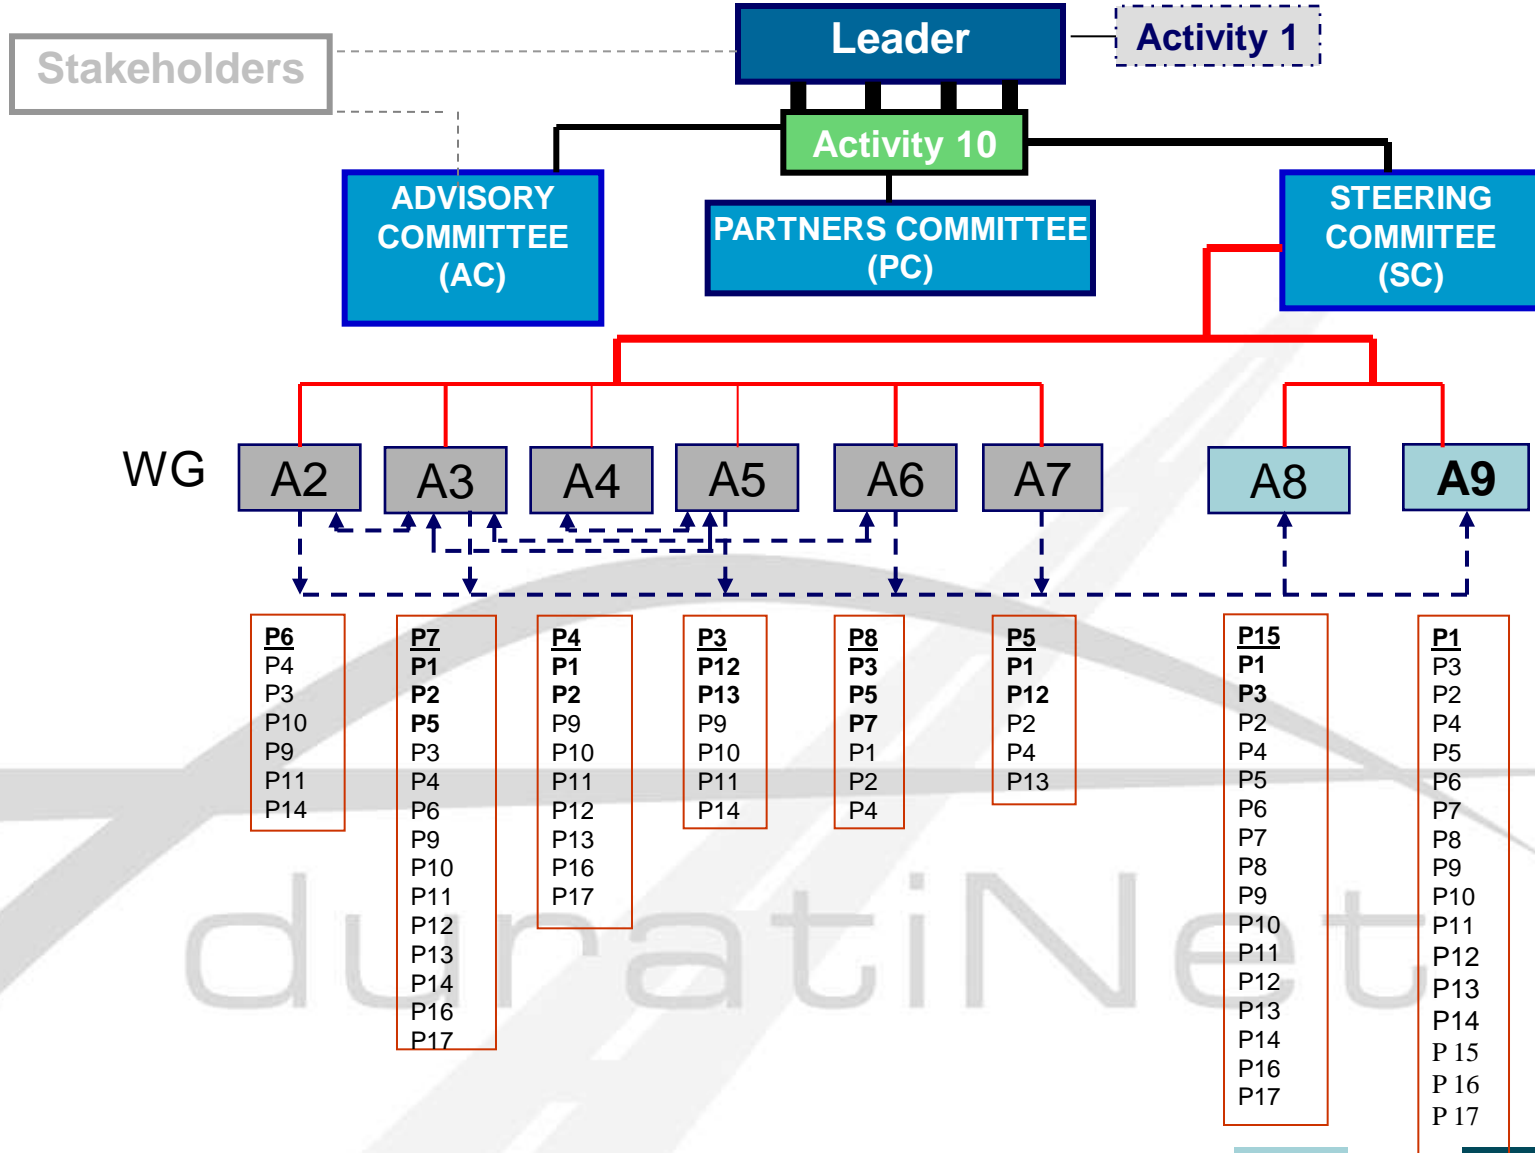 Stakeholders
Leader
Activity 1
Activity 10
ADVISORY
COMMITTEE
(AC)
PARTNERS COMMITTEE
(PC)
STEERING
COMMITEE
(SC)
WG
A2
A3
A4
A5
A6
A7
A8
A9
P6
P4
P3
P10
P9
P11
P14
P7
P1
P2
P5
P3
P4
P6
P9
P10
P11
P12
P13
P14
P16
P17
P4
P1
P2
P9
P10
P11
P12
P13
P16
P17
P3
P12
P13
P9
P10
P11
P14
P8
P3
P5
P7
P1
P2
P4
P5
P1
P12
P2
P4
P13
P15
P1
P3
P2
P4
P5
P6
P7
P8
P9
P10
P11
P12
P13
P14
P16
P17
P1
P3
P2
P4
P5
P6
P7
P8
P9
P10
P11
P12
P13
P14
P 15
P 16
P 17
duratiNet